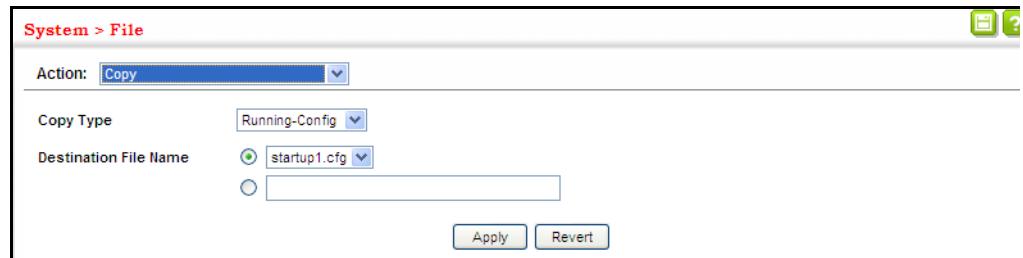 System > File
?
Action: Copy
Copy Type Running-Config
Destination File Name startup1.cfg
Apply Revert